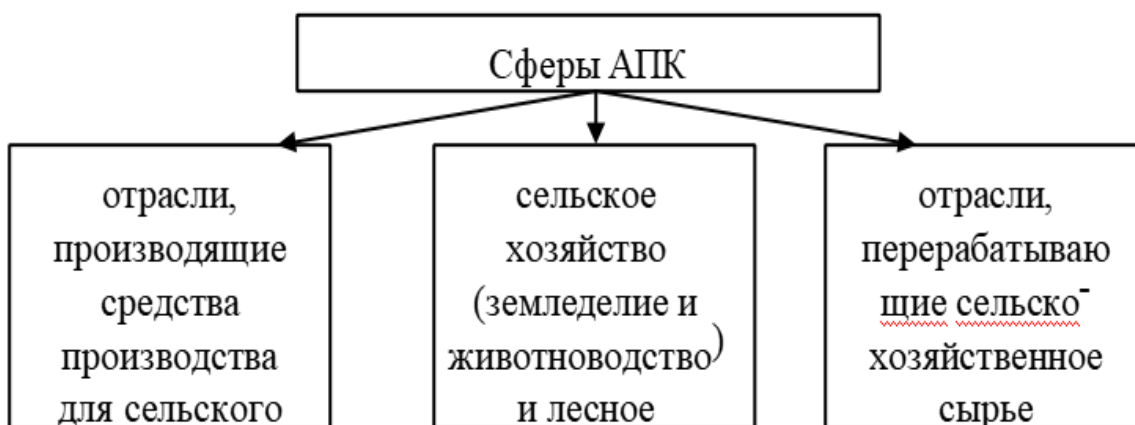 Сферы АПК
отрасли,
производящие
средства
производства
для сельского
сельское
хозяйство
(земледелие и
животноводство)
и лесное
отрасли,
перерабатываю
щие сельско-
хозяйственное
сырье